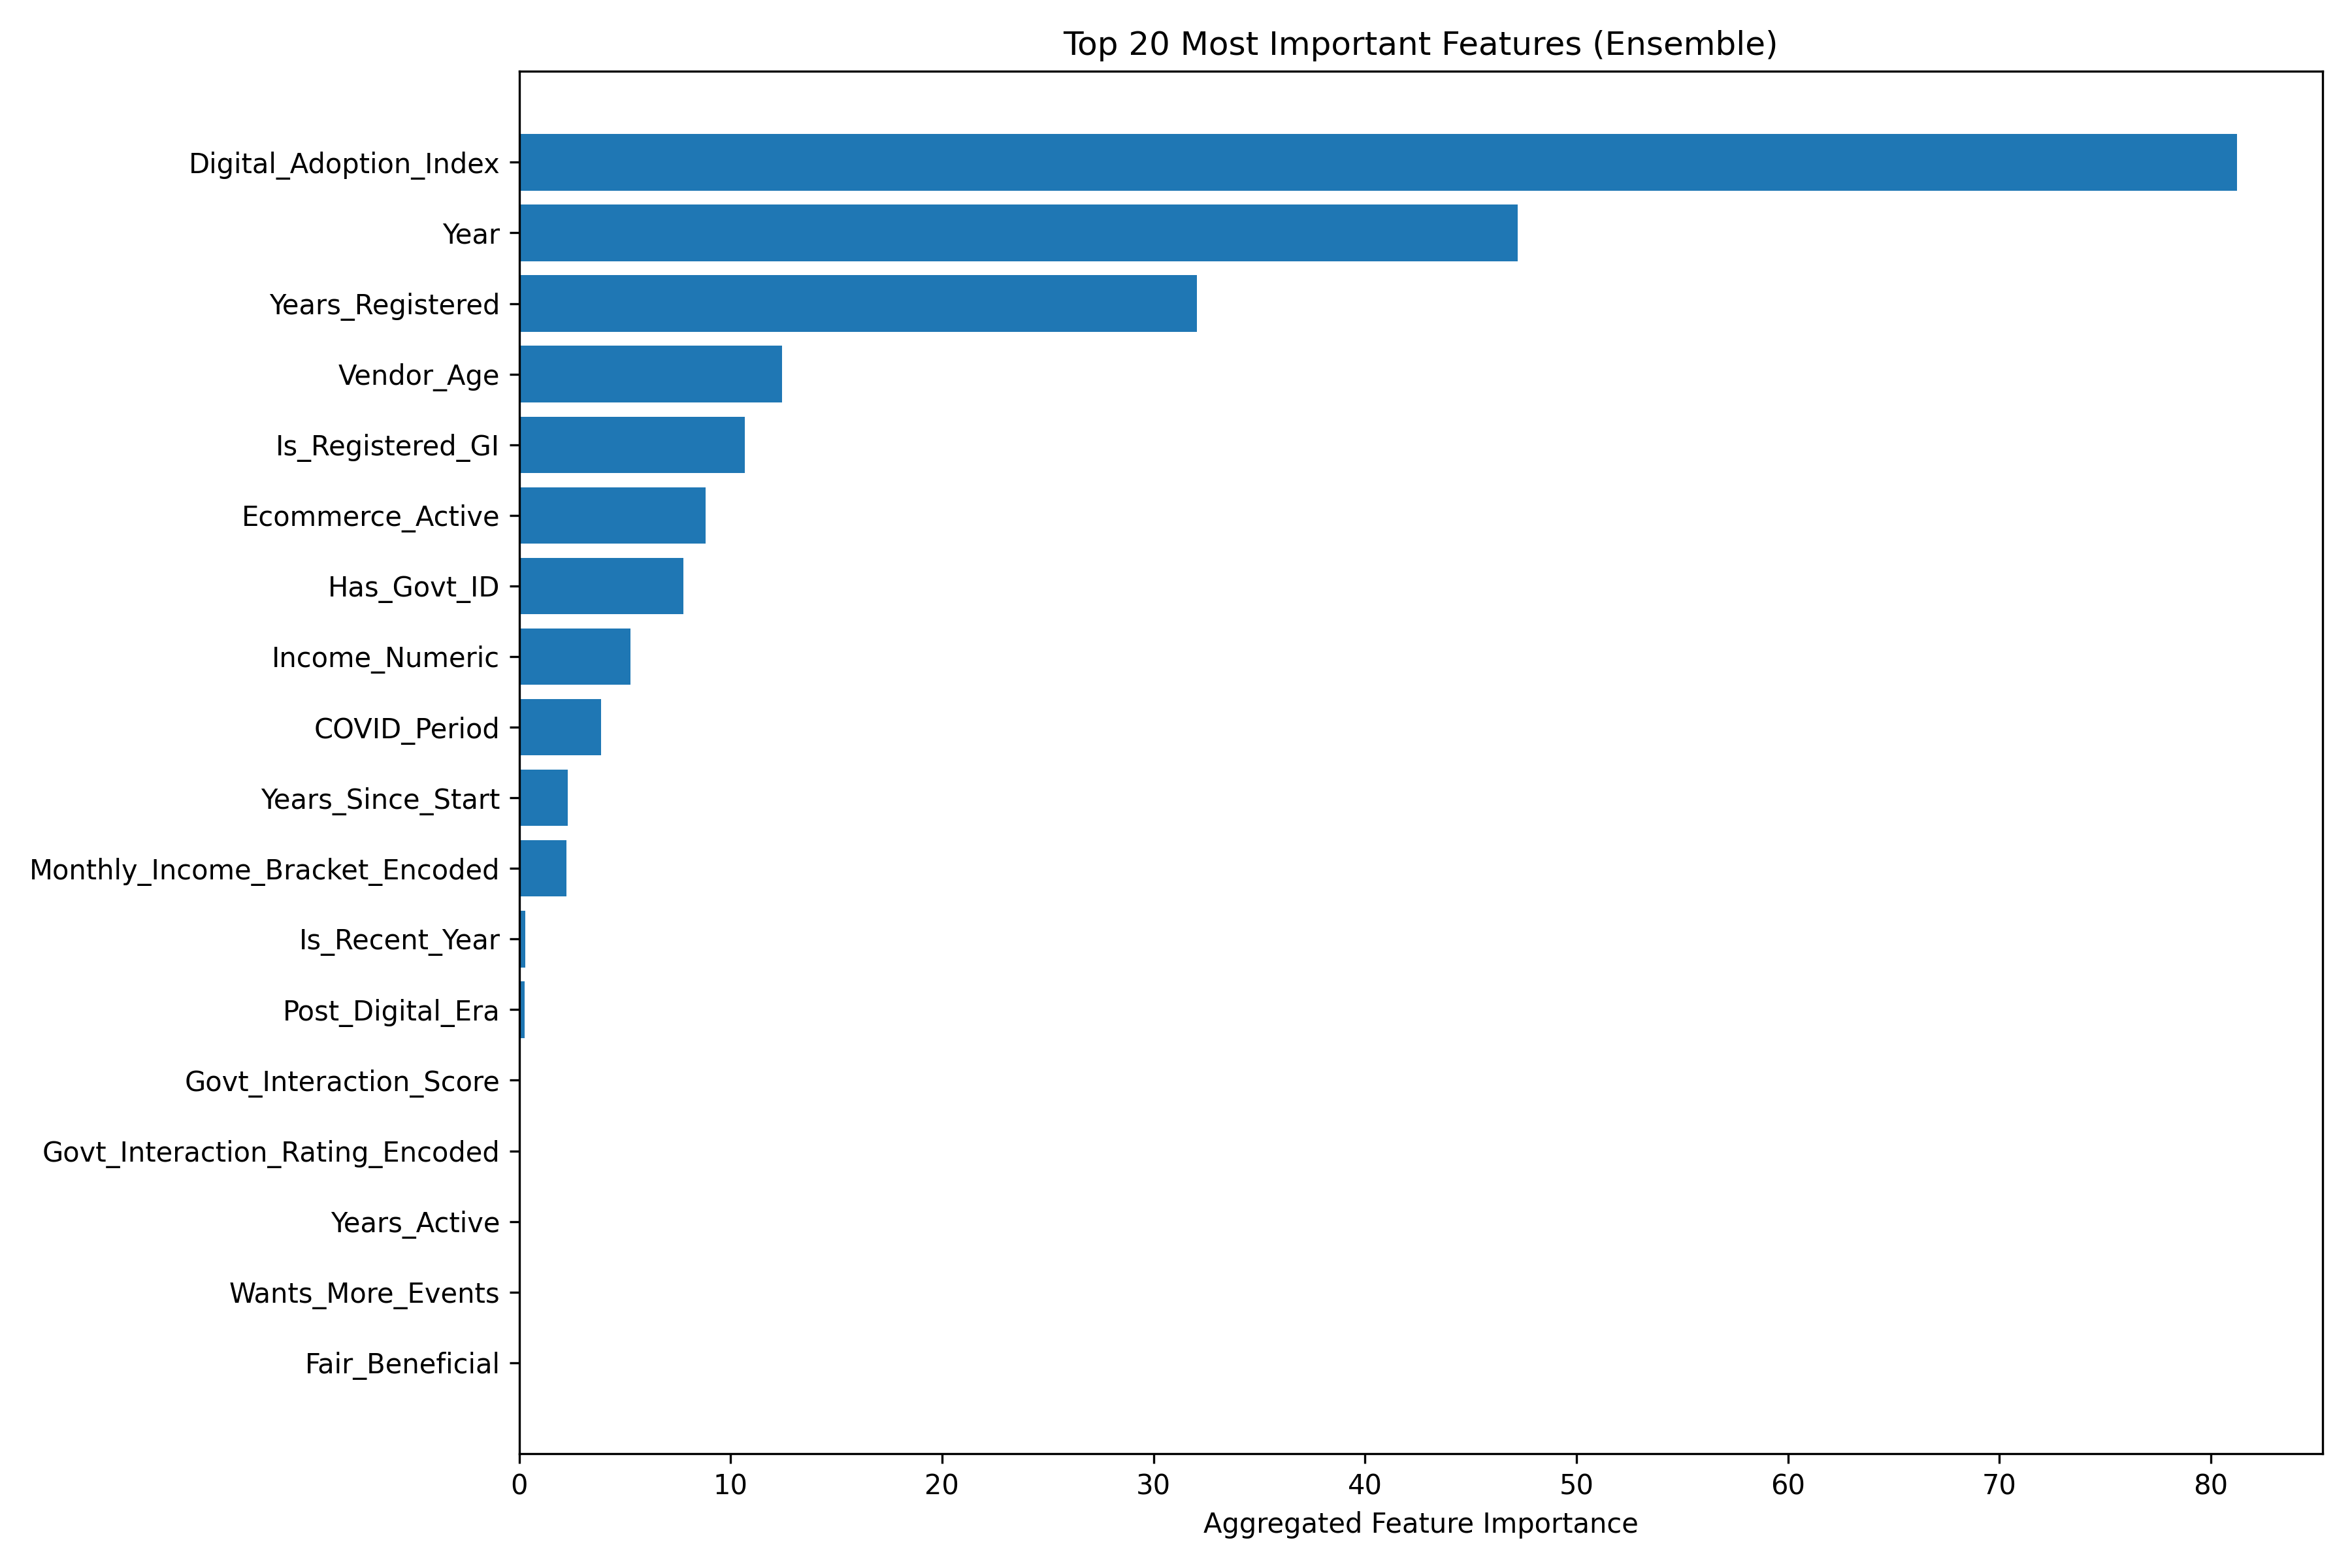 Top 20 Most Important Features (Ensemble)
Digital_Adoption_Index
Year
Years_Registered
Vendor_Age
Is_Registered_GI
Ecommerce_Active
Has_Govt_ID
Income_Numeric
COVID_Period
Years_Since_Start
Monthly_Income_Bracket_Encoded
Is_Recent_Year
Post_Digital_Era
Govt_Interaction_Score
Govt_Interaction_Rating_Encoded
Years_Active
Wants_More_Events
Fair_Beneficial
0 10 20 30 40 50 60 70 80
Aggregated Feature Importance